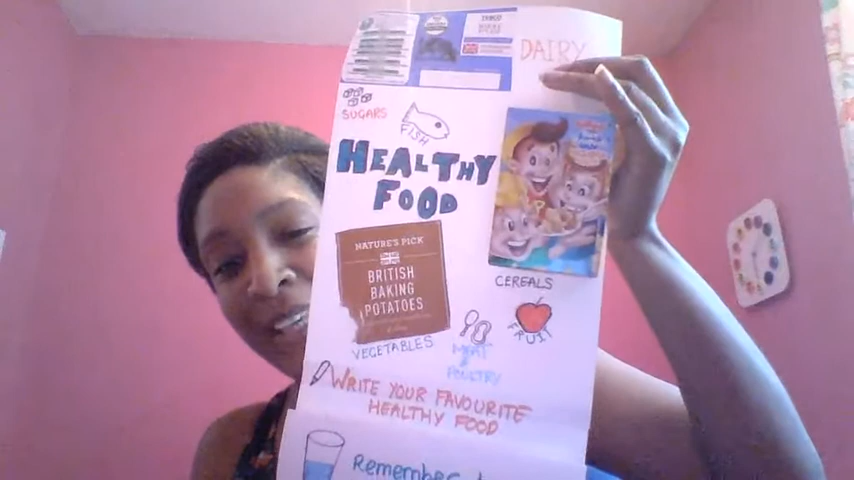 DAIRY
SUGARS
FISH
HEALTHY
FOOD
NATURE'S PICK
BRITISH
BAKING
POTATOES
CEREALS
FRUIT
VEGETABLES
MEAT
POULTRY
WRITE YOUR FAVOURITE
HEALTHY FOOD
Remember